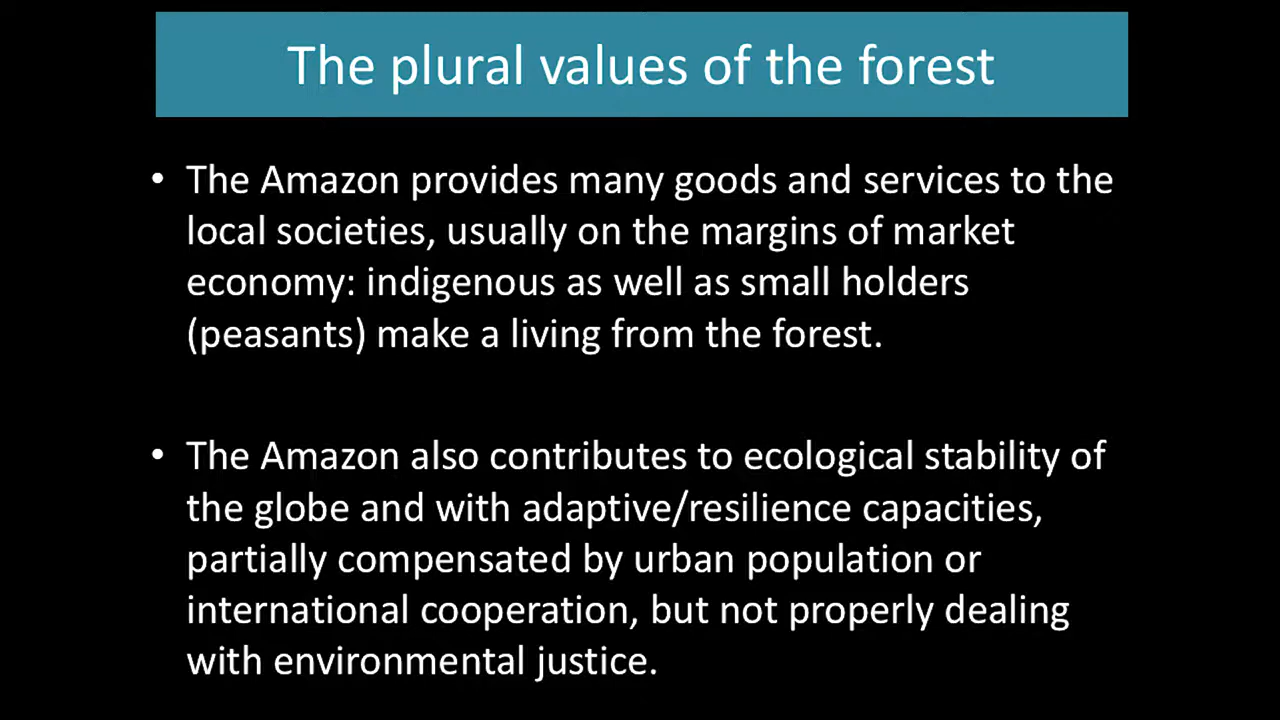 The plural values of the forest
• The Amazon provides many goods and services to the
local societies, usually on the margins of market
economy: indigenous as well as small holders
(peasants) make a living from the forest.
• The Amazon also contributes to ecological stability of
the globe and with adaptive/resilience capacities,
partially compensated by urban population or
international cooperation, but not properly dealing
with environmental justice.